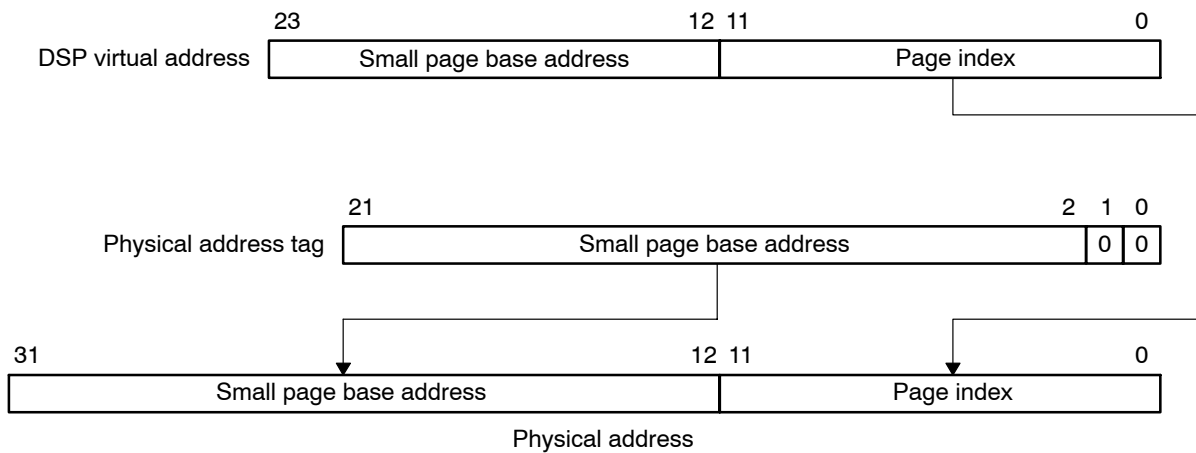 23 12 11 0
DSP virtual address Small page base address Page index
21 2 1 0
Physical address tag Small page base address 0 0
31 12 11 0
Small page base address Page index
Physical address